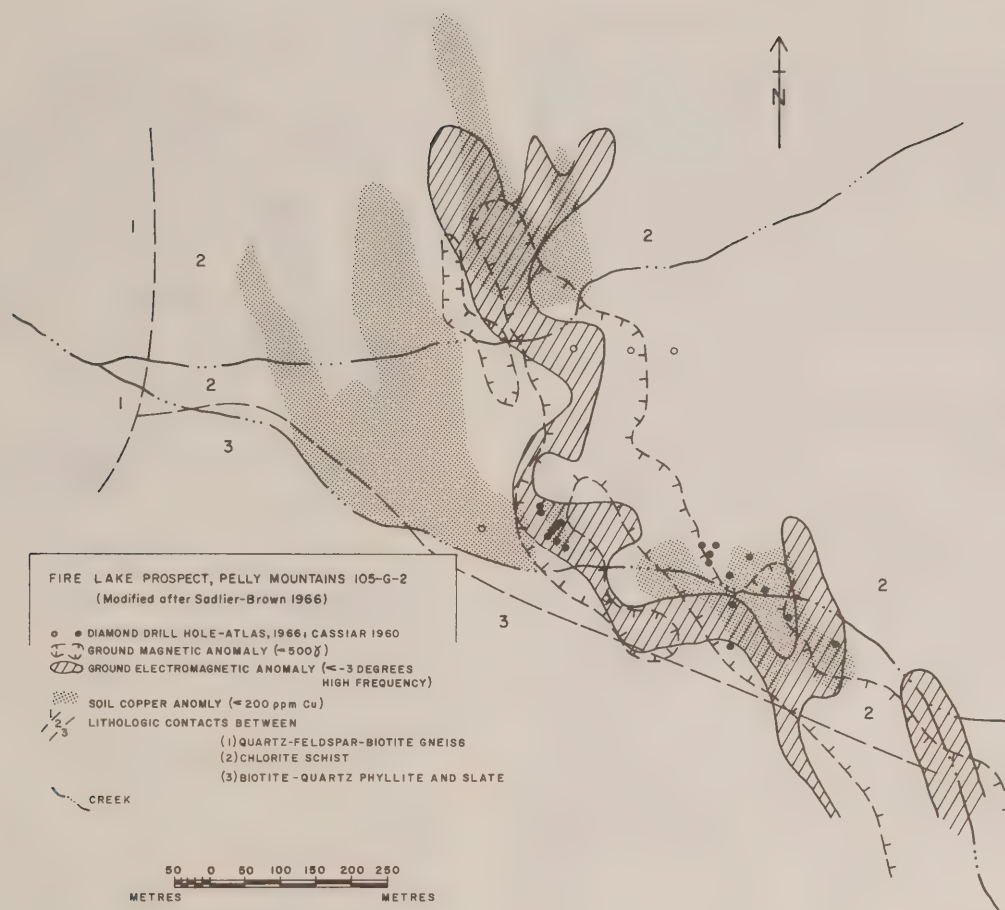 N
1
2
2
2
1
3
FIRE LAKE PROSPECT, PELLY MOUNTAINS 105-G-2
(Modified after Sadlier-Brown 1966)
DIAMOND DRILL HOLE-ATLAS, 1966; CASSIAR 1960
GROUND MAGNETIC ANOMALY (=500γ)
GROUND ELECTROMAGNETIC ANOMALY (≤-3 DEGREES
HIGH FREQUENCY)
SOIL COPPER ANOMLY (≤200 ppm Cu)
1
2
3
LITHOLOGIC CONTACTS BETWEEN
(1) QUARTZ-FELDSPAR-BIOTITE GNEISS
(2) CHLORITE SCHIST
(3) BIOTITE-QUARTZ PHYLLITE AND SLATE
CREEK
3
2
2
50 0 50 100 150 200 250
METRES METRES